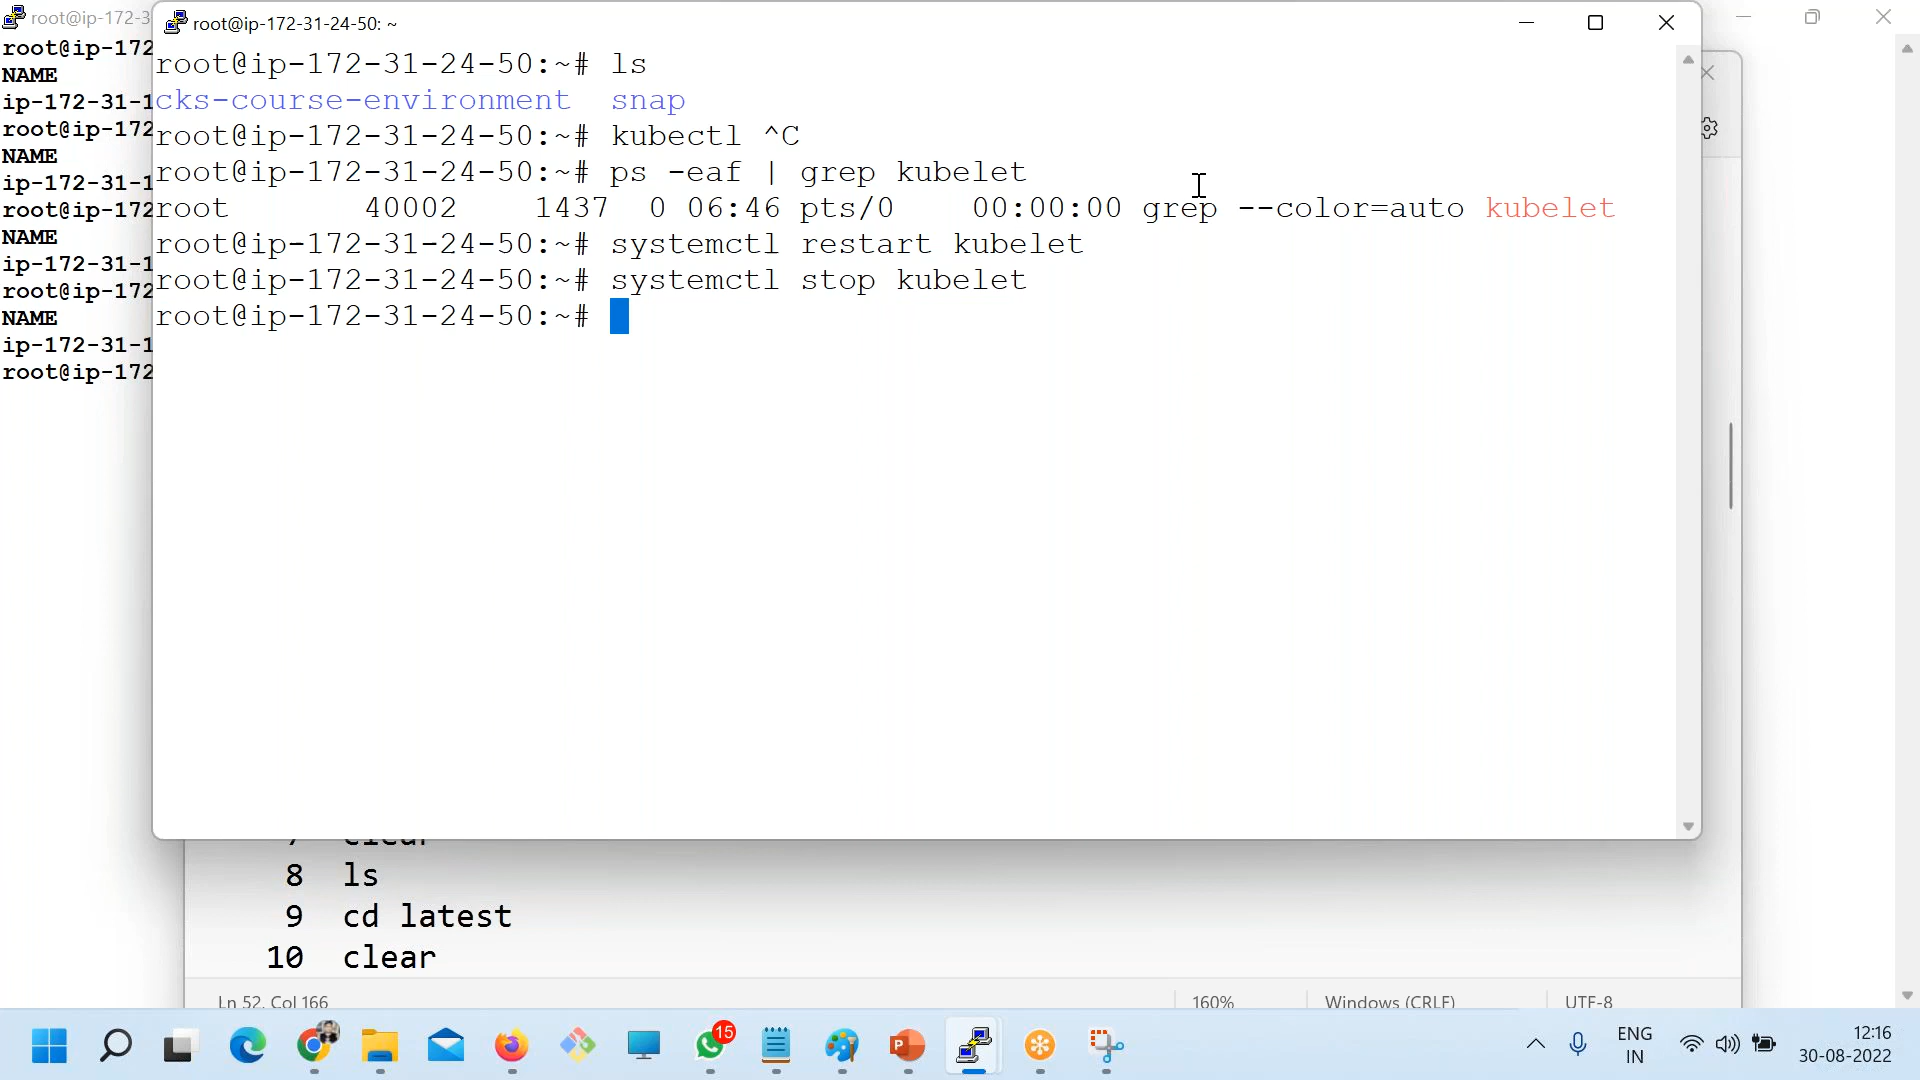 root@ip-172-3
root@ip-172
NAME
ip-172-31-1
root@ip-172
NAME
ip-172-31-1
root@ip-172
NAME
ip-172-31-1
root@ip-172
NAME
ip-172-31-1
root@ip-172
root@ip-172-31-24-50: ~
root@ip-172-31-24-50:~# ls
cks-course-environment  snap
root@ip-172-31-24-50:~# kubectl ^C
root@ip-172-31-24-50:~# ps -eaf | grep kubelet
root       40002    1437  0 06:46 pts/0    00:00:00 grep --color=auto kubelet
root@ip-172-31-24-50:~# systemctl restart kubelet
root@ip-172-31-24-50:~# systemctl stop kubelet
root@ip-172-31-24-50:~#
7 clear
8 ls
9 cd latest
10 clear
Ln 52, Col 166
160%
Windows (CRLF)
UTF-8
15
P
ENG
IN
12:16
30-08-2022